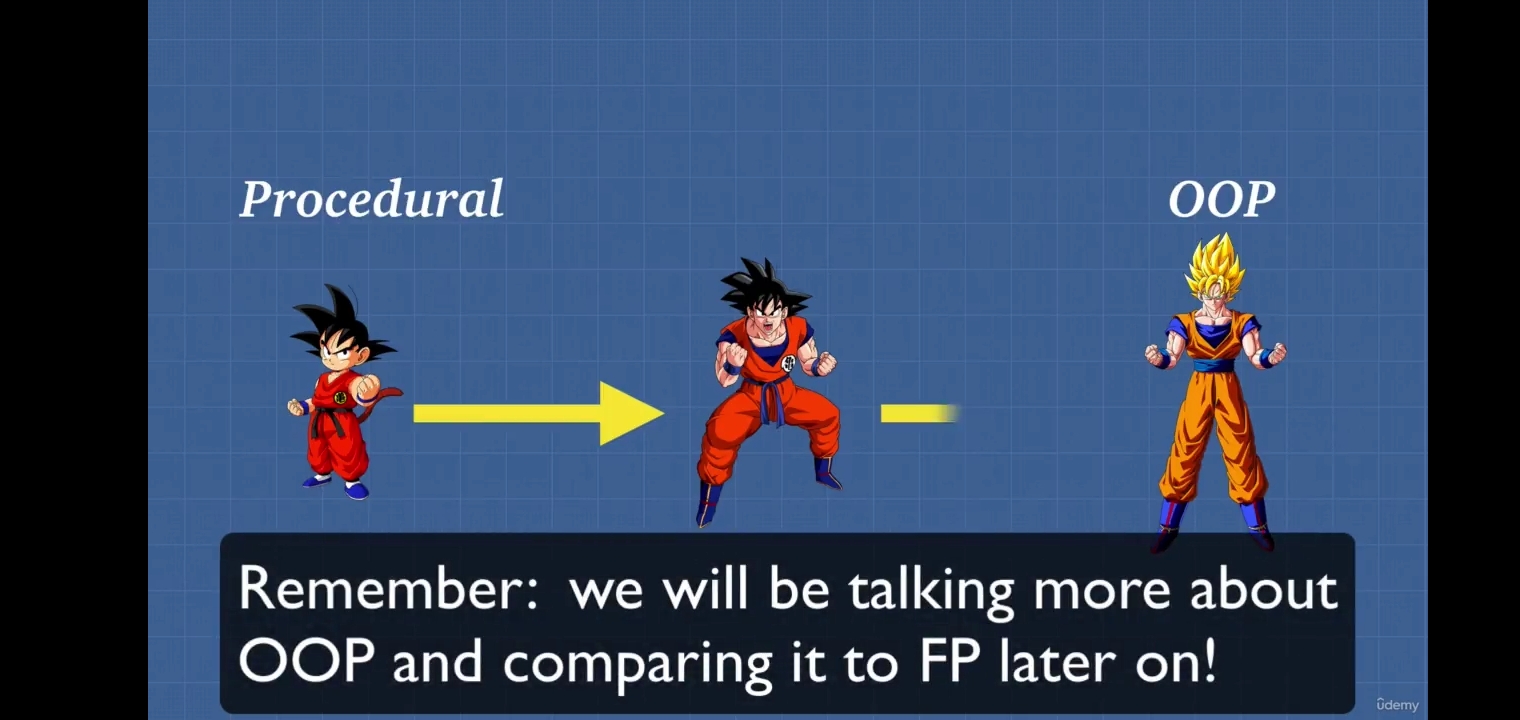 Procedural
OOP
Remember: we will be talking more about
OOP and comparing it to FP later on!
ûdemy